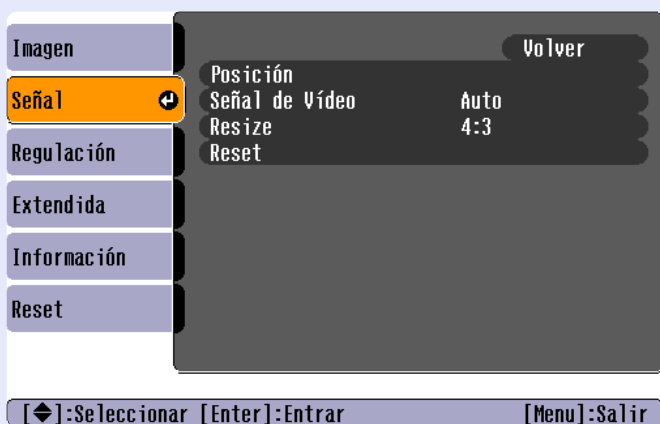 Imagen
Señal
Regulación
Extendida
Información
Reset
Volver
Posición
Señal de Vídeo Auto
Resize 4:3
Reset
[]:Seleccionar [Enter]:Entrar [Menu]:Salir